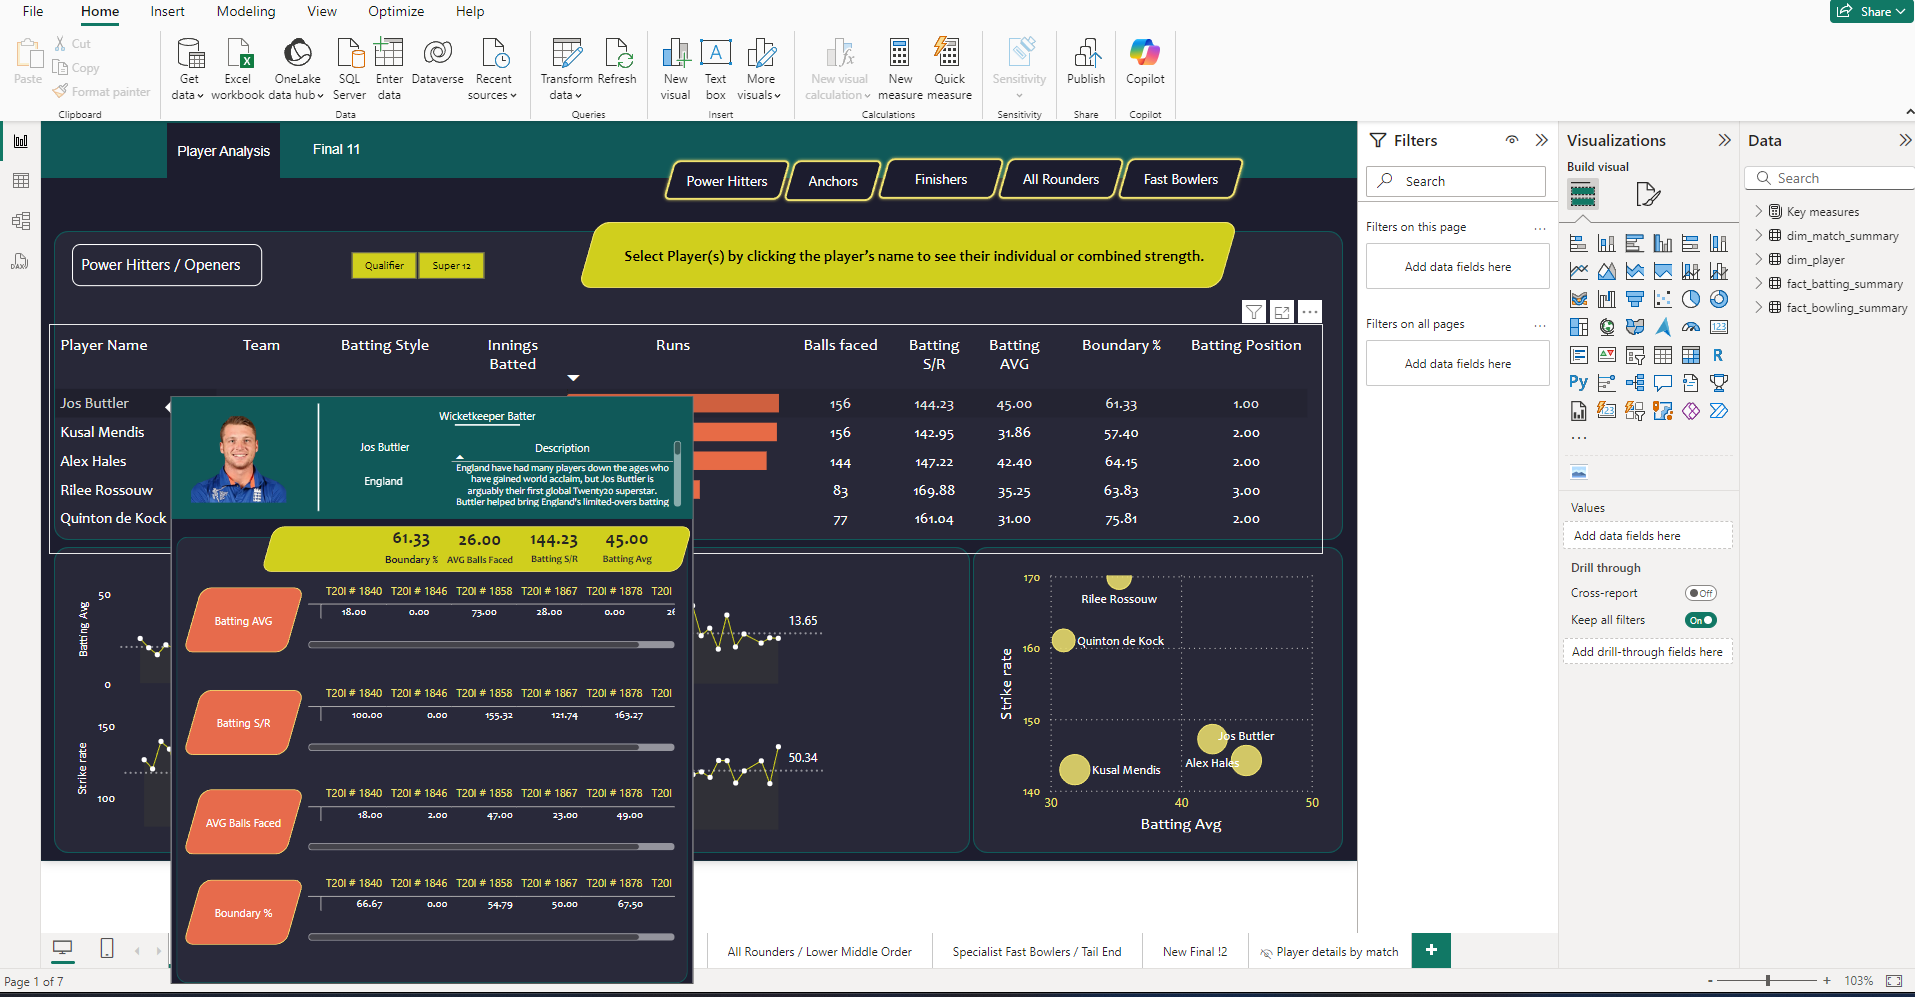 File Home Insert Modeling View Optimize Help
Share
Paste
Cut
Copy
Format painter
Clipboard
Get data
Excel workbook
OneLake data hub
SQL Server
Enter data
Dataverse
Recent sources
Data
Transform data
Refresh
Queries
New visual
Text box
More visuals
Insert
New visual calculation
New measure
Quick measure
Calculations
Sensitivity
Sensitivity
Publish
Share
Copilot
Copilot
Player Analysis
Final 11
Power Hitters
Anchors
Finishers
All Rounders
Fast Bowlers
Power Hitters / Openers
Qualifier
Super 12
Select Player(s) by clicking the player's name to see their individual or combined strength.
Player Name Team Batting Style Innings Batted Runs Balls faced Batting S/R Batting AVG Boundary % Batting Position
Jos Buttler 156 144.23 45.00 61.33 1.00
Kusal Mendis 156 142.95 31.86 57.40 2.00
Alex Hales 144 147.22 42.40 64.15 2.00
Rilee Rossouw 83 169.88 35.25 63.83 3.00
Quinton de Kock 77 161.04 31.00 75.81 2.00
Wicketkeeper Batter
Jos Buttler
England
Description
England have had many players down the ages who
have gained world acclaim, but Jos Buttler is
arguably their first global Twenty20 superstar.
Buttler helped bring England's limited-overs batting
61.33 26.00 144.23 45.00
Boundary % AVG Balls Faced Batting S/R Batting Avg
Batting AVG
T20I # 1840 T20I # 1846 T20I # 1858 T20I # 1867 T20I # 1878 T20I
18.00 0.00 73.00 28.00 0.00
Batting S/R
T20I # 1840 T20I # 1846 T20I # 1858 T20I # 1867 T20I # 1878 T20I
100.00 0.00 155.32 121.74 163.27
AVG Balls Faced
T20I # 1840 T20I # 1846 T20I # 1858 T20I # 1867 T20I # 1878 T20I
18.00 2.00 47.00 23.00 49.00
Boundary %
T20I # 1840 T20I # 1846 T20I # 1858 T20I # 1867 T20I # 1878 T20I
66.67 0.00 54.79 50.00 67.50
Batting Avg
50
0
13.65
Strike rate
150
100
50.34
Strike rate
170
160
150
140
30 40 50
Batting Avg
Rilee Rossouw
Quinton de Kock
Jos Buttler
Alex Hales
Kusal Mendis
Filters
Search
Filters on this page
Add data fields here
Filters on all pages
Add data fields here
Visualizations
Build visual
123
R
Py
Values
Add data fields here
Drill through
Cross-report
Off
Keep all filters
On
Add drill-through fields here
Data
Search
Key measures
dim_match_summary
dim_player
fact_batting_summary
fact_bowling_summary
All Rounders / Lower Middle Order
Specialist Fast Bowlers / Tail End
New Final !2
Player details by match
+
Page 1 of 7
- + 103%